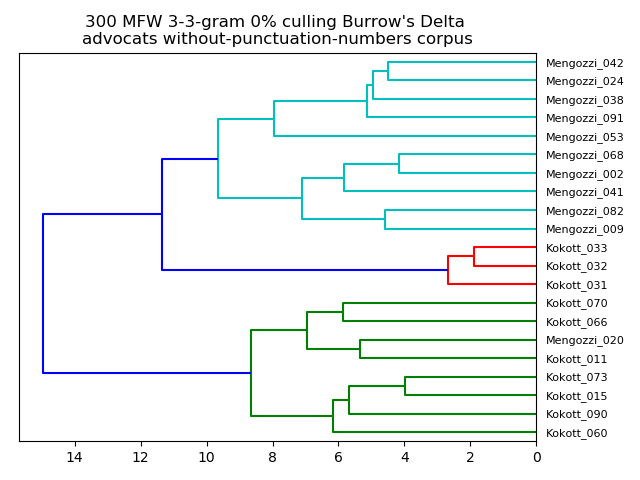 300 MFW 3-3-gram 0% culling Burrow's Delta
advocats without-punctuation-numbers corpus
Mengozzi_042
Mengozzi_024
Mengozzi_038
Mengozzi_091
Mengozzi_053
Mengozzi_068
Mengozzi_002
Mengozzi_041
Mengozzi_082
Mengozzi_009
Kokott_033
Kokott_032
Kokott_031
Kokott_070
Kokott_066
Mengozzi_020
Kokott_011
Kokott_073
Kokott_015
Kokott_090
Kokott_060
14 12 10 8 6 4 2 0